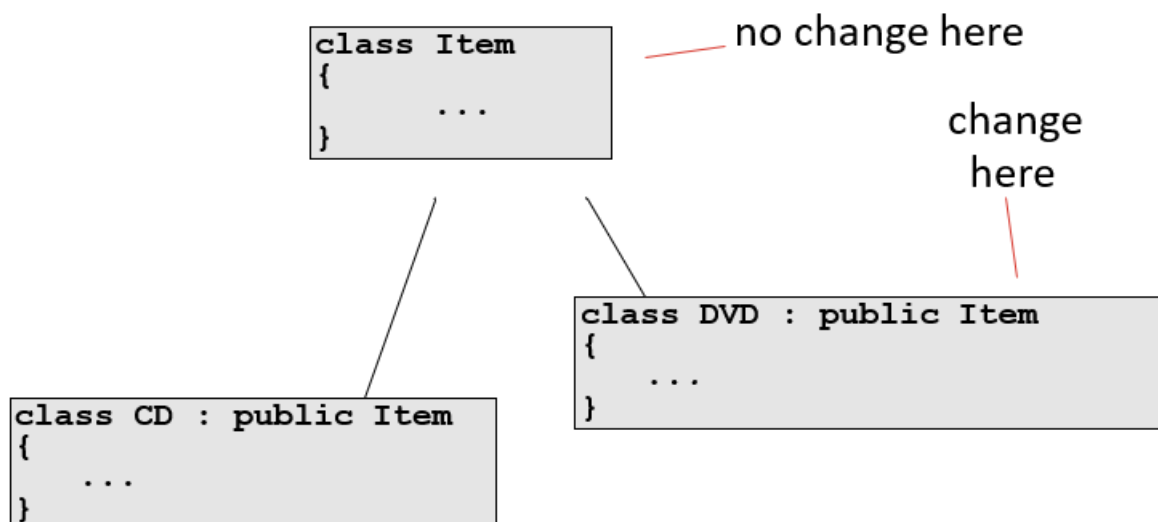 class Item
{
...
}
no change here
change
here
class DVD : public Item
{
...
}
class CD : public Item
{
...
}